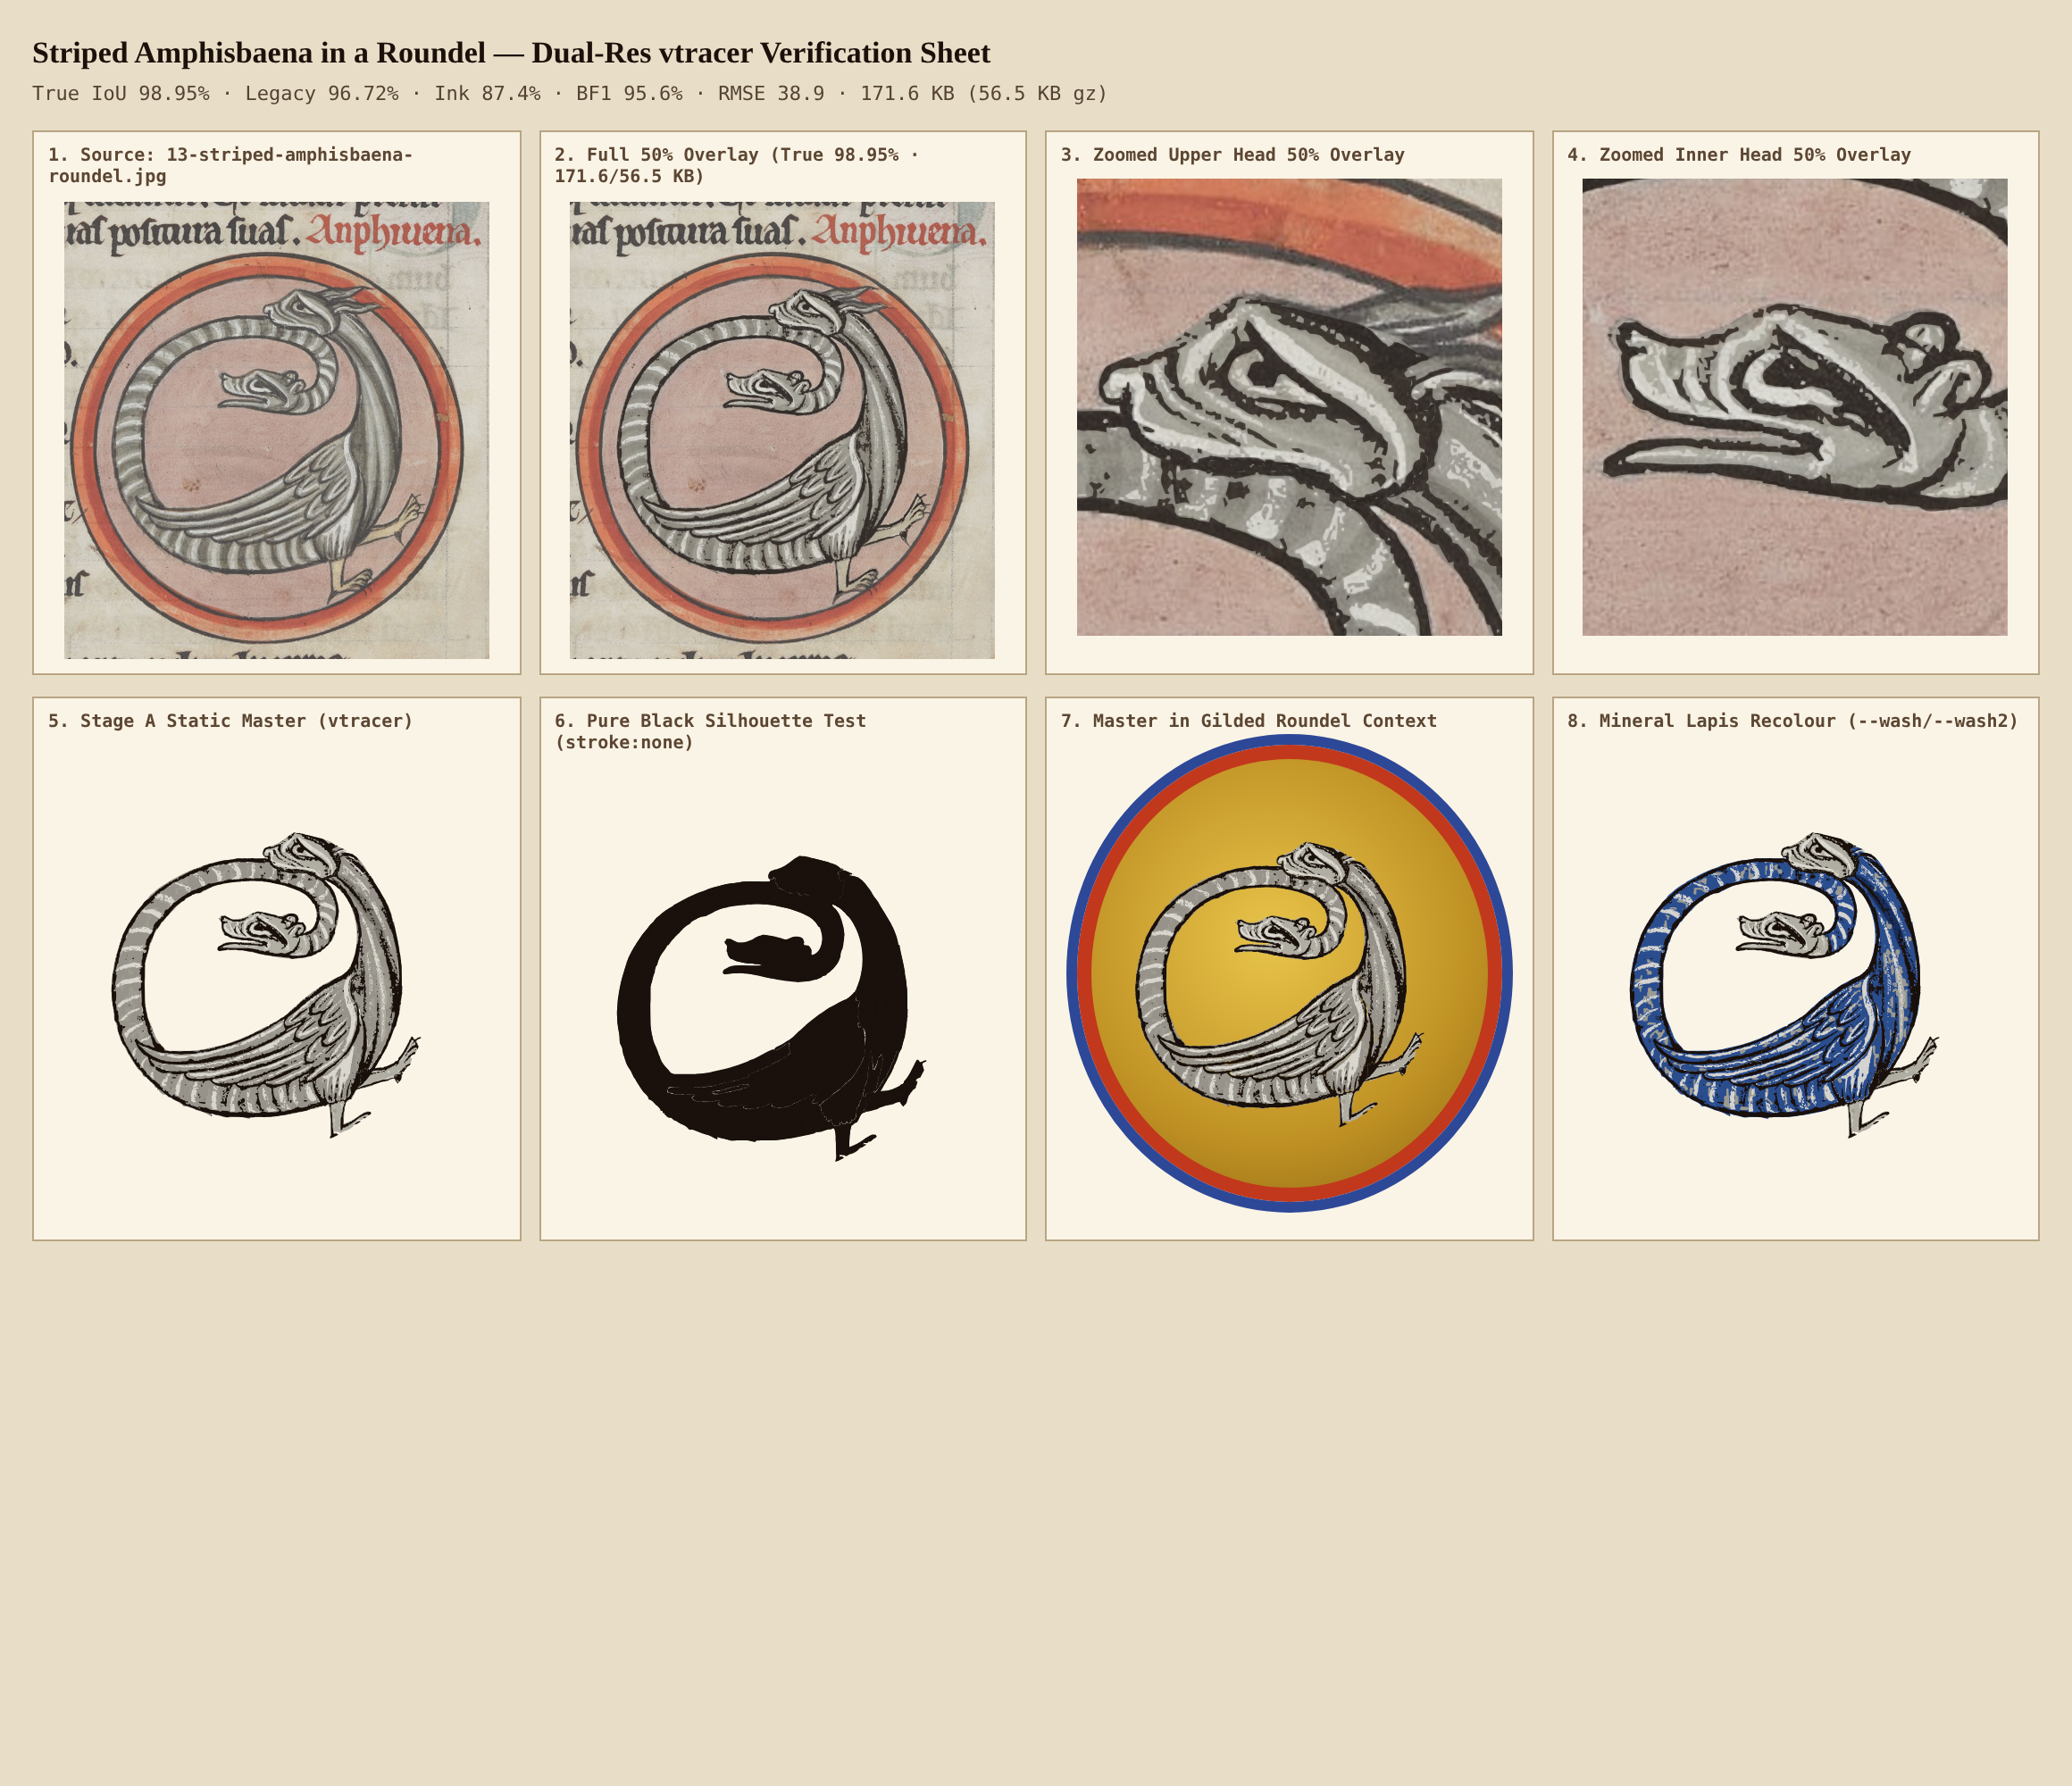 Striped Amphisbaena in a Roundel — Dual-Res vtracer Verification Sheet
True IoU 98.95% · Legacy 96.72% · Ink 87.4% · BF1 95.6% · RMSE 38.9 · 171.6 KB (56.5 KB gz)
1. Source: 13-striped-amphisbaena-
roundel.jpg
2. Full 50% Overlay (True 98.95% ·
171.6/56.5 KB)
3. Zoomed Upper Head 50% Overlay
4. Zoomed Inner Head 50% Overlay
suas. Anphiuena.
suas. Anphiuena.
5. Stage A Static Master (vtracer)
6. Pure Black Silhouette Test
(stroke:none)
7. Master in Gilded Roundel Context
8. Mineral Lapis Recolour (--wash/--wash2)